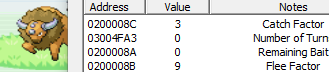 Address Value Notes
0200008C 3 Catch Factor
03004FA3 0 Number of Turn
0200008A 0 Remaining Bait
0200008B 9 Flee Factor